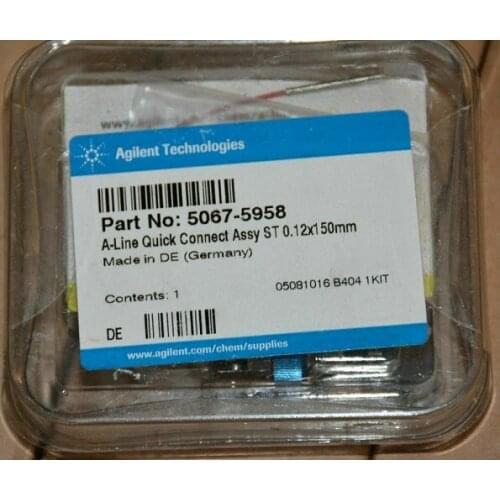 Agilent Technologies
Part No: 5067-5958
A-Line Quick Connect Assy ST 0.12x150mm
Made in DE (Germany)
Contents: 1
05081016 B404 1KIT
DE
www.agilent.com/chem/supplies